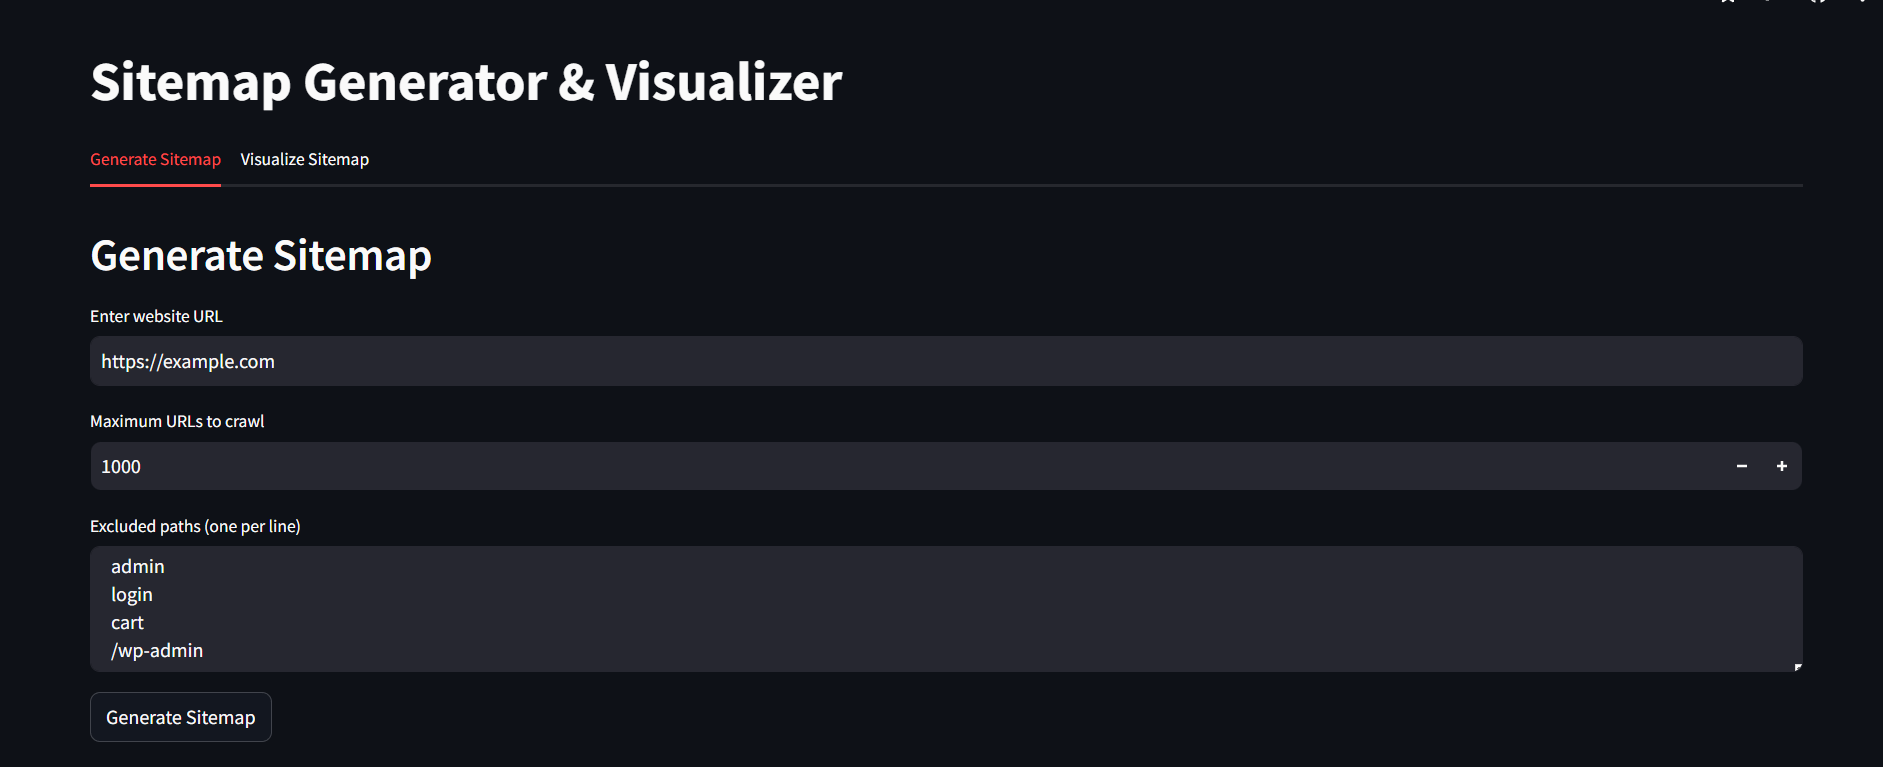 Sitemap Generator & Visualizer
Generate Sitemap Visualize Sitemap
Generate Sitemap
Enter website URL
https://example.com
Maximum URLs to crawl
1000
Excluded paths (one per line)
admin
login
cart
/wp-admin
Generate Sitemap